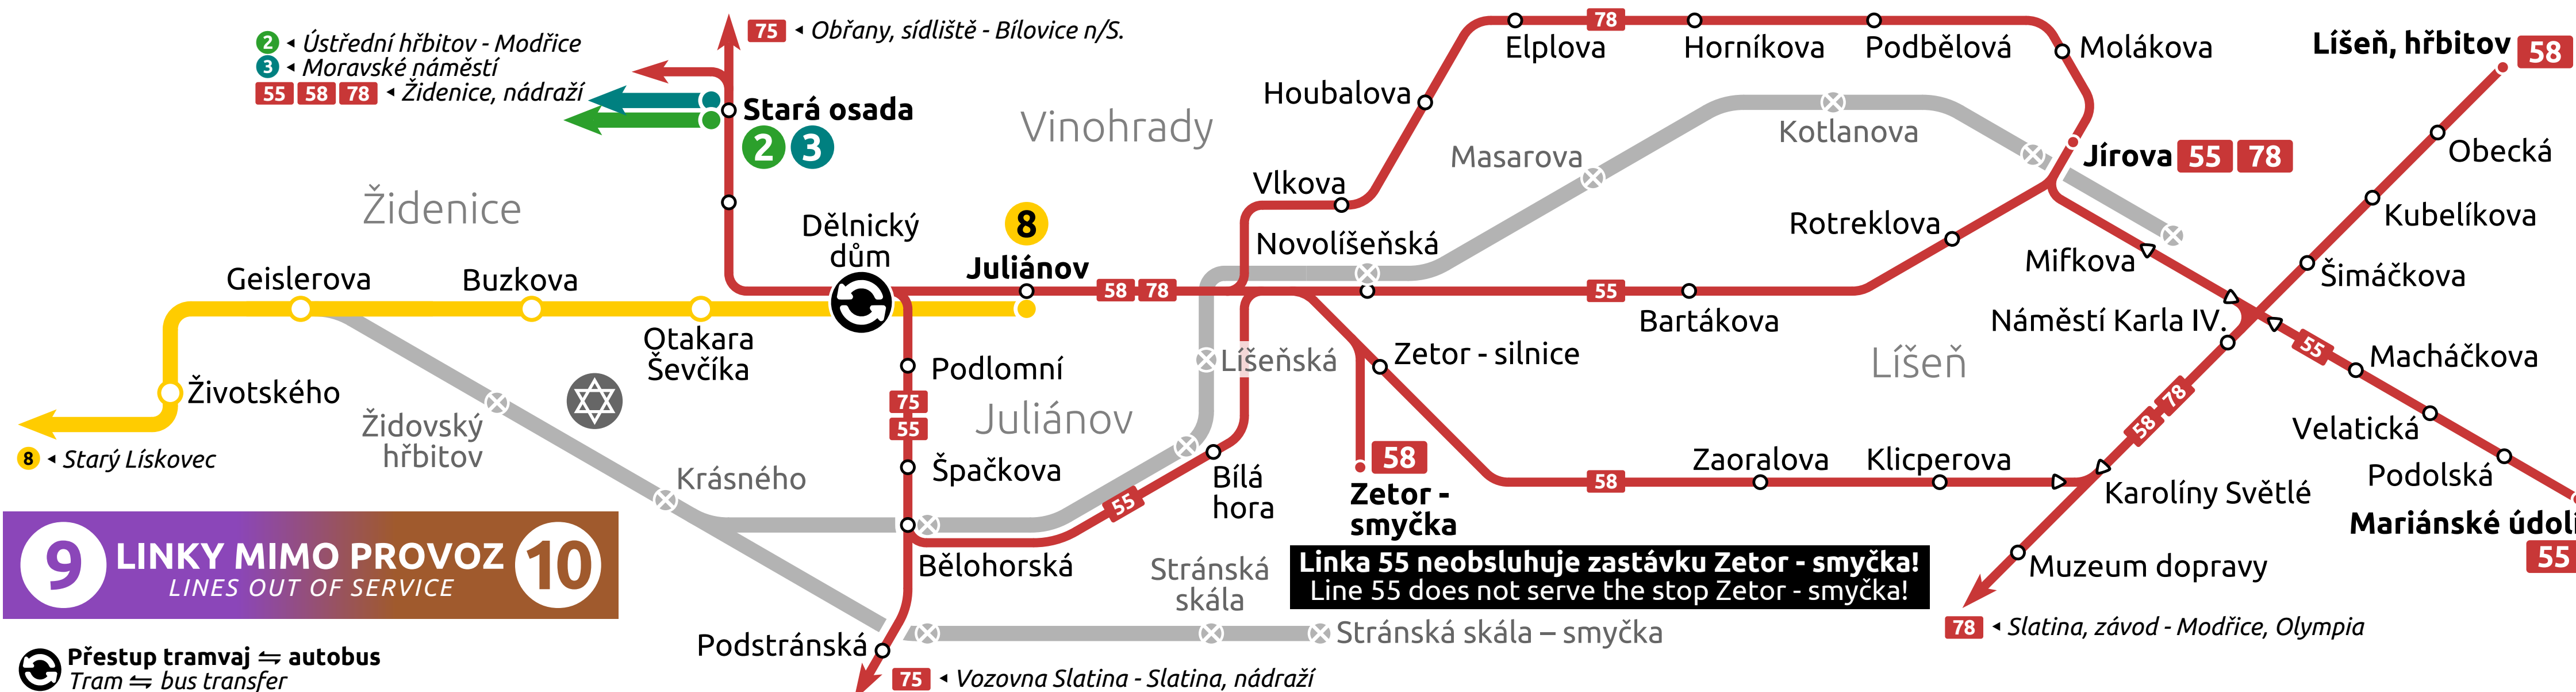 2 ◂ Ústřední hřbitov - Modřice
3 ◂ Moravské náměstí
55 58 78 ◂ Židenice, nádraží
75 ◂ Obřany, sídliště - Bílovice n/S.
Stará osada
2 3
Židenice
Vinohrady
Dělnický
dům
8
Juliánov
58 78
Geislerova
Buzkova
Otakara
Ševčíka
Životského
8 ◂ Starý Lískovec
Židovský
hřbitov
Krásného
Podlomní
75
55
Juliánov
Špačkova
Bělohorská
55
Podstránská
75 ◂ Vozovna Slatina - Slatina, nádraží
Stránská
skála
Stránská skála – smyčka
Líšeňská
Bílá
hora
Vlkova
Houbalova
Elplova
78
Horníkova
Podbělová
Molákova
Jírova 55 78
Novolíšeňská
Masarova
Kotlanova
55
Bartákova
Rotreklova
Mifkova
Náměstí Karla IV.
Líšeň
Zetor - silnice
58
Zetor -
smyčka
58
Zaoralova
Klicperova
Karolíny Světlé
58 78
Muzeum dopravy
78 ◂ Slatina, závod - Modřice, Olympia
Líšeň, hřbitov 58
Obecká
Kubelíkova
Šimáčkova
55
Macháčkova
Velatická
Podolská
Mariánské údolí
55
Linka 55 neobsluhuje zastávku Zetor - smyčka!
Line 55 does not serve the stop Zetor - smyčka!
9 LINKY MIMO PROVOZ 10
LINES OUT OF SERVICE
Přestup tramvaj ⇋ autobus
Tram ⇋ bus transfer